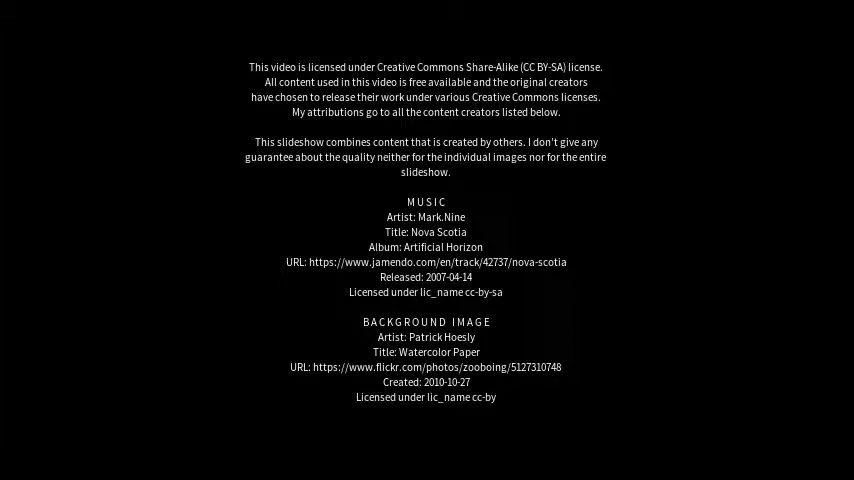 This video is licensed under Creative Commons Share-Alike (CC BY-SA) license.
All content used in this video is free available and the original creators
have chosen to release their work under various Creative Commons licenses.
My attributions go to all the content creators listed below.
This slideshow combines content that is created by others. I don't give any
guarantee about the quality neither for the individual images nor for the entire
slideshow.
MUSIC
Artist: Mark.Nine
Title: Nova Scotia
Album: Artificial Horizon
URL: https://www.jamendo.com/en/track/42737/nova-scotia
Released: 2007-04-14
Licensed under lic_name cc-by-sa
BACKGROUND IMAGE
Artist: Patrick Hoesly
Title: Watercolor Paper
URL: https://www.flickr.com/photos/zooboing/5127310748
Created: 2010-10-27
Licensed under lic_name cc-by